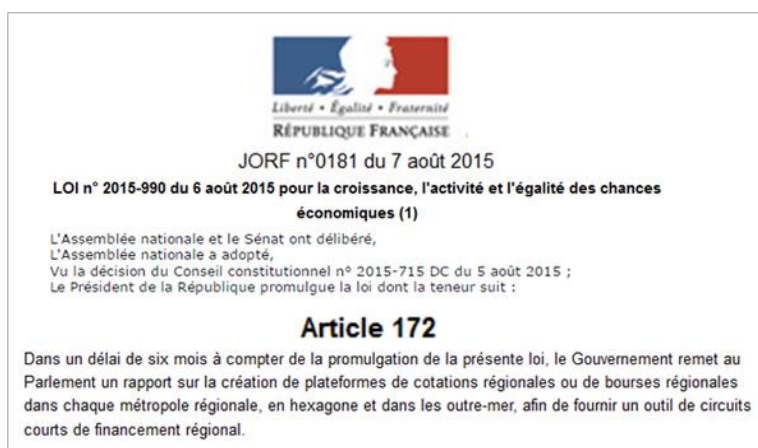 Liberté • Égalité • Fraternité
RÉPUBLIQUE FRANÇAISE
JORF n°0181 du 7 août 2015
LOI n° 2015-990 du 6 août 2015 pour la croissance, l'activité et l'égalité des chances
économiques (1)
L'Assemblée nationale et le Sénat ont délibéré,
L'Assemblée nationale a adopté,
Vu la décision du Conseil constitutionnel n° 2015-715 DC du 5 août 2015 ;
Le Président de la République promulgue la loi dont la teneur suit :
Article 172
Dans un délai de six mois à compter de la promulgation de la présente loi, le Gouvernement remet au
Parlement un rapport sur la création de plateformes de cotations régionales ou de bourses régionales
dans chaque métropole régionale, en hexagone et dans les outre-mer, afin de fournir un outil de circuits
courts de financement régional.